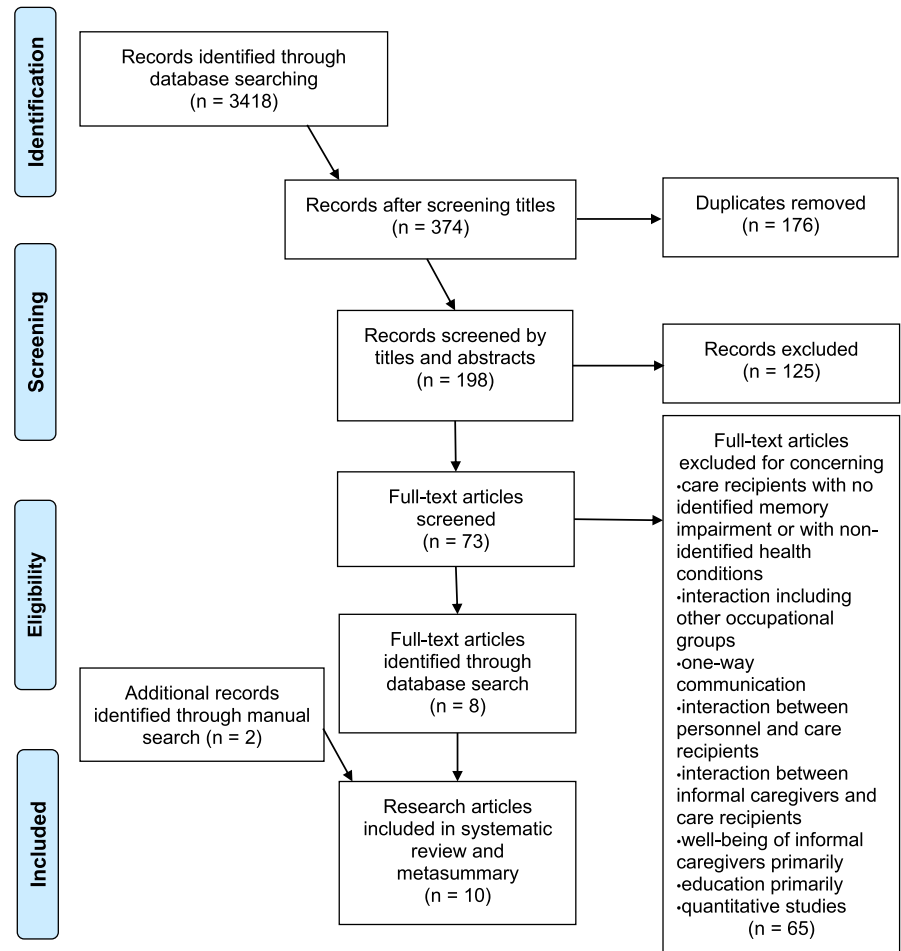 Identification
Records identified through
database searching
(n = 3418)
Records after screening titles
(n = 374)
Duplicates removed
(n = 176)
Screening
Records screened by
titles and abstracts
(n = 198)
Records excluded
(n = 125)
Eligibility
Full-text articles
screened
(n = 73)
Full-text articles
excluded for concerning
•care recipients with no
identified memory
impairment or with non-
identified health
conditions
•interaction including
other occupational
groups
•one-way
communication
•interaction between
personnel and care
recipients
•interaction between
informal caregivers and
care recipients
•well-being of informal
caregivers primarily
•education primarily
•quantitative studies
(n = 65)
Full-text articles
identified through
database search
(n = 8)
Additional records
identified through manual
search (n = 2)
Included
Research articles
included in systematic
review and
metasummary
(n = 10)